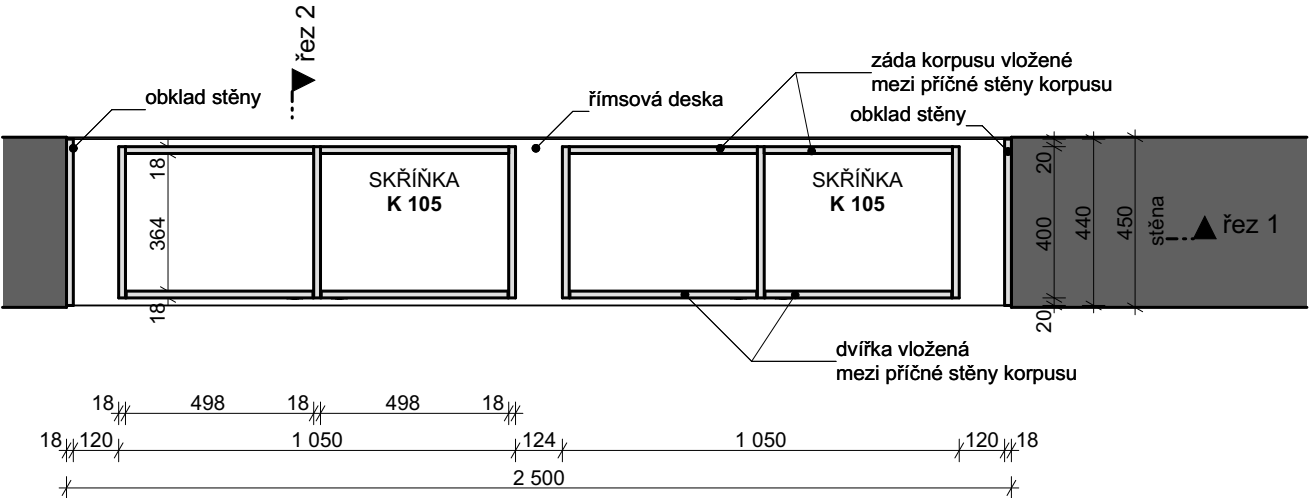 řez 2
obklad stěny
římsová deska
záda korpusu vložené
mezi příčné stěny korpusu
obklad stěny
18
364
18
SKŘÍŇKA
K 105
SKŘÍŇKA
K 105
20
400
20
440
450
stěna
řez 1
dvířka vložená
mezi příčné stěny korpusu
18 498 18 498 18
18 120 1 050 124 1 050 120 18
2 500